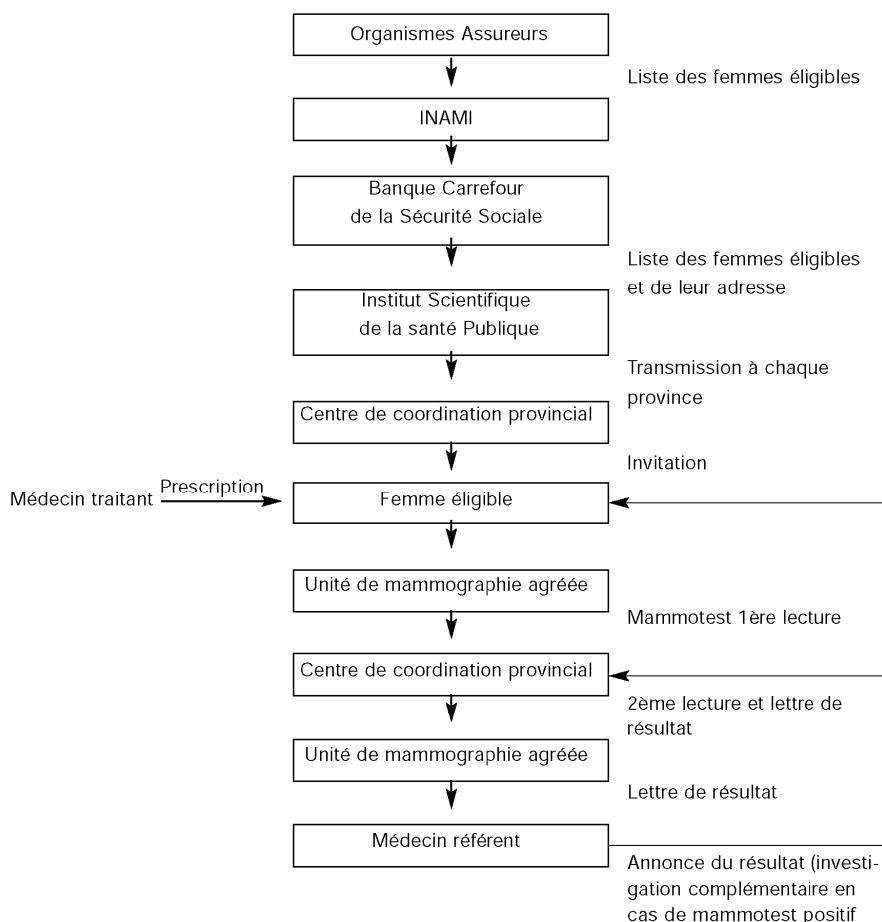 Organismes Assureurs
Liste des femmes éligibles
INAMI
Banque Carrefour
de la Sécurité Sociale
Liste des femmes éligibles
et de leur adresse
Institut Scientifique
de la santé Publique
Transmission à chaque
province
Centre de coordination provincial
Invitation
Médecin traitant
Prescription
Femme éligible
Unité de mammographie agréée
Mammotest 1ère lecture
Centre de coordination provincial
2ème lecture et lettre de
résultat
Unité de mammographie agréée
Lettre de résultat
Médecin référent
Annonce du résultat (investi-
gation complémentaire en
cas de mammotest positif